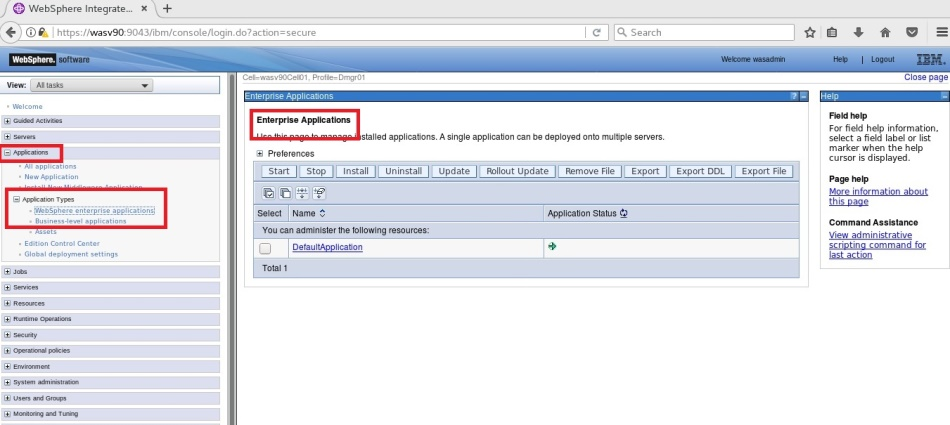 WebSphere Integrate...
https://wasv90:9043/ibm/console/login.do?action=secure
Search
WebSphere. software
Welcome wasadmin
Help
Logout
IBM.
View: All tasks
Welcome
Guided Activities
Servers
Applications
All applications
New Application
Install New Middleware Application
Application Types
WebSphere enterprise applications
Business-level applications
Assets
Edition Control Center
Global deployment settings
Jobs
Services
Resources
Runtime Operations
Security
Operational policies
Environment
System administration
Users and Groups
Monitoring and Tuning
Cell=wasv90Cell01, Profile=Dmgr01
Close page
Enterprise Applications
?
Enterprise Applications
Use this page to manage installed applications. A single application can be deployed onto multiple servers.
Preferences
Start Stop Install Uninstall Update Rollout Update Remove File Export Export DDL Export File
Select Name Application Status
You can administer the following resources:
DefaultApplication
Total 1
Help
Field help
For field help information,
select a field label or list
marker when the help
cursor is displayed.
Page help
More information about
this page
Command Assistance
View administrative
scripting command for
last action